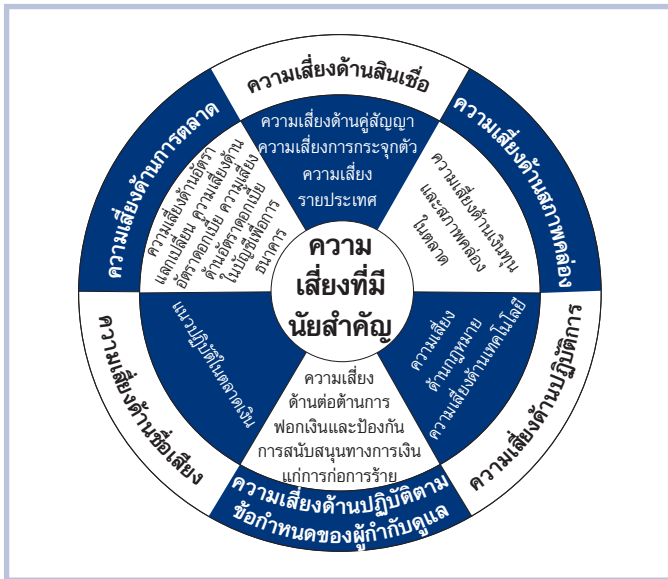 ความเสี่ยงด้านสินเชื่อ
ความเสี่ยงด้านคู่สัญญา
ความเสี่ยงการกระจุกตัว
ความเสี่ยง
รายประเทศ
ความเสี่ยงด้านสภาพคล่อง
ความเสี่ยงด้านเงินทุน
และสภาพคล่อง
ในตลาด
ความเสี่ยงด้านปฏิบัติการ
ความเสี่ยง
ด้านกฎหมาย
ความเสี่ยงด้านเทคโนโลยี
ความเสี่ยงด้านปฏิบัติตาม
ข้อกำหนดของผู้กำกับดูแล
ความเสี่ยง
ด้านต่อต้านการ
ฟอกเงินและป้องกัน
การสนับสนุนทางการเงิน
แก่การก่อการร้าย
ความเสี่ยงด้านชื่อเสียง
แนวปฏิบัติในตลาดเงิน
ความเสี่ยงด้านการตลาด
ความเสี่ยงด้านอัตรา
แลกเปลี่ยน ความเสี่ยงด้าน
อัตราดอกเบี้ย ความเสี่ยง
ด้านอัตราดอกเบี้ย
ในบัญชีเพื่อการ
ธนาคาร
ความ
เสี่ยงที่มี
นัยสำคัญ